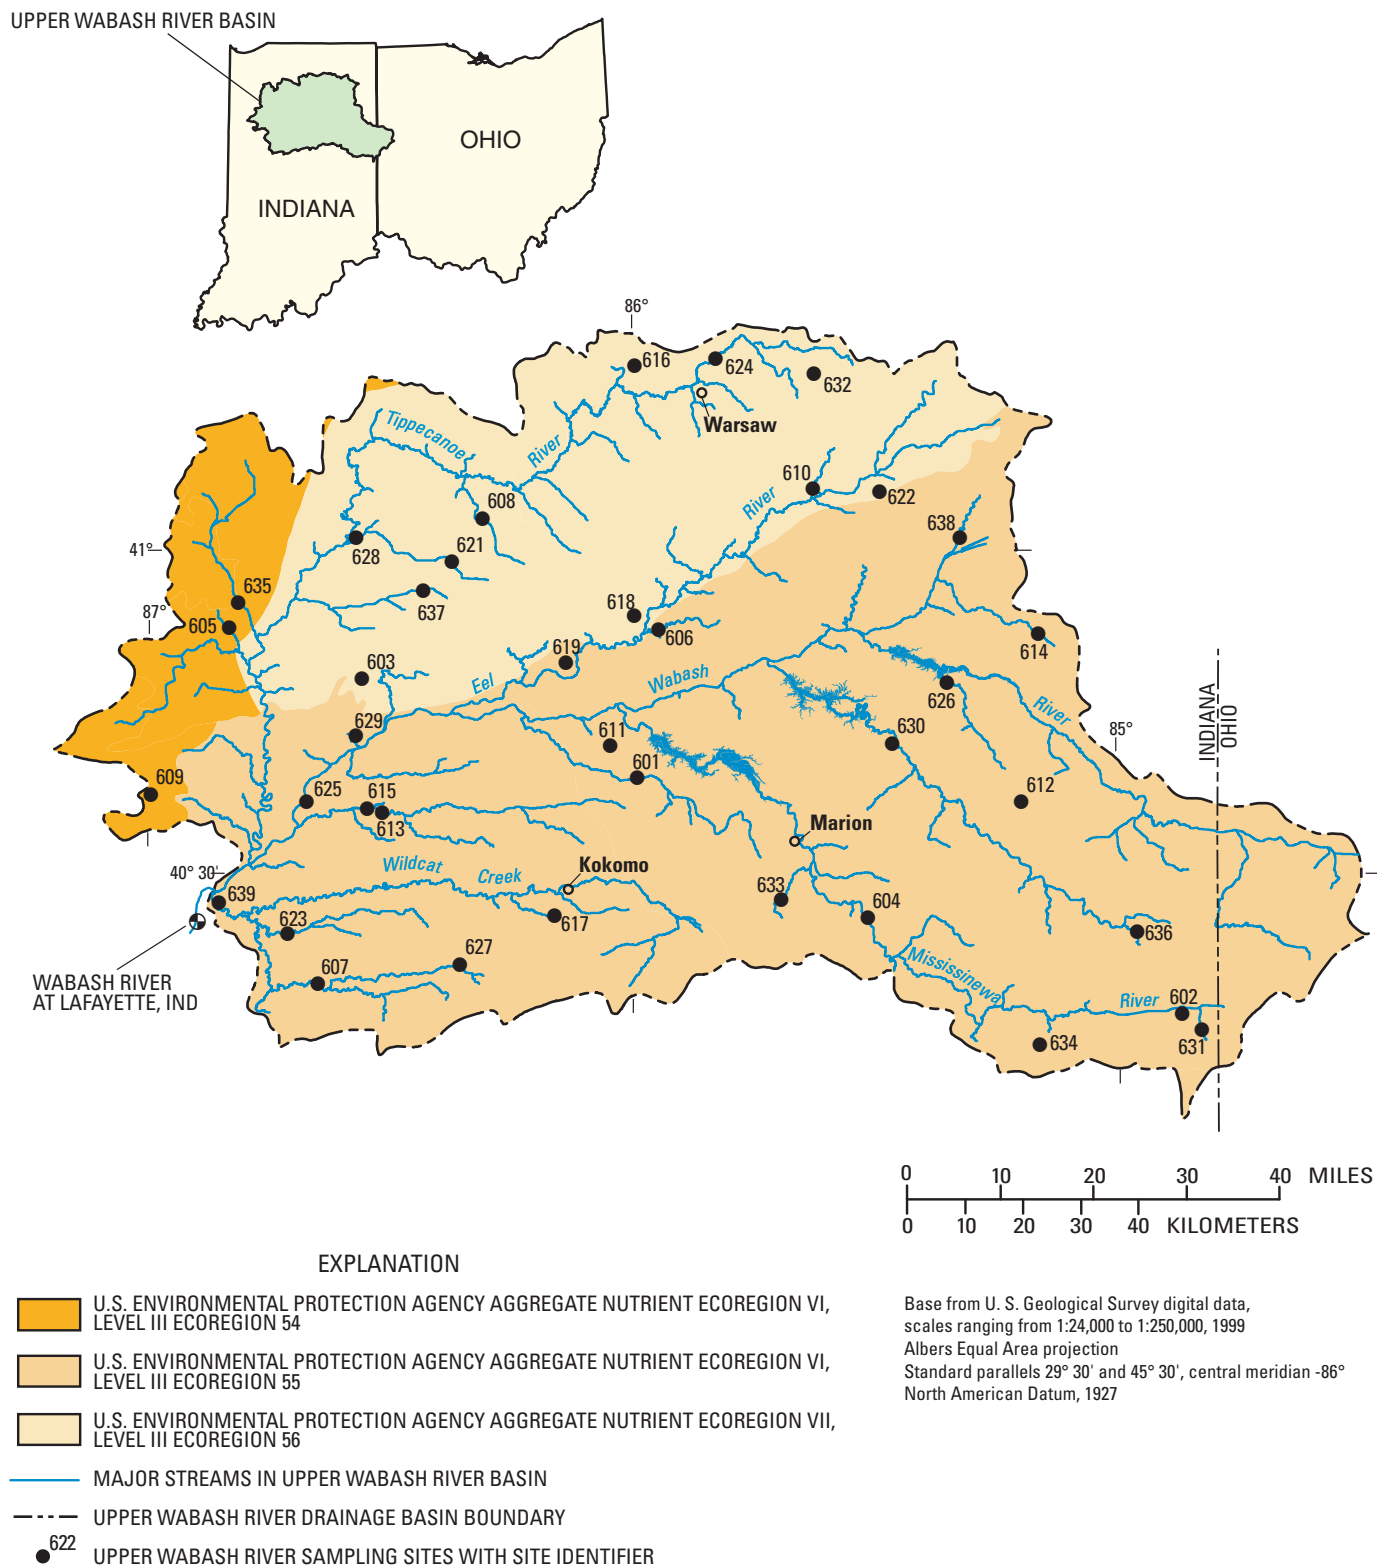 UPPER WABASH RIVER BASIN
OHIO
INDIANA
86°
616
624
632
Warsaw
Tippecanoe
River
610
622
River
608
638
628
621
41°
635
637
87°
605
618
606
614
603
619
Eel
Wabash
626
River
INDIANA
OHIO
85°
629
611
630
601
609
625
615
613
612
Marion
Wildcat
Creek
Kokomo
40° 30'
639
633
604
623
617
636
627
607
WABASH RIVER
AT LAFAYETTE, IND
Mississinewa
River
602
634
631
0 10 20 30 40 MILES
0 10 20 30 40 KILOMETERS
EXPLANATION
U.S. ENVIRONMENTAL PROTECTION AGENCY AGGREGATE NUTRIENT ECOREGION VI,
LEVEL III ECOREGION 54
U.S. ENVIRONMENTAL PROTECTION AGENCY AGGREGATE NUTRIENT ECOREGION VI,
LEVEL III ECOREGION 55
U.S. ENVIRONMENTAL PROTECTION AGENCY AGGREGATE NUTRIENT ECOREGION VII,
LEVEL III ECOREGION 56
MAJOR STREAMS IN UPPER WABASH RIVER BASIN
UPPER WABASH RIVER DRAINAGE BASIN BOUNDARY
622
UPPER WABASH RIVER SAMPLING SITES WITH SITE IDENTIFIER
Base from U. S. Geological Survey digital data,
scales ranging from 1:24,000 to 1:250,000, 1999
Albers Equal Area projection
Standard parallels 29° 30' and 45° 30', central meridian -86°
North American Datum, 1927